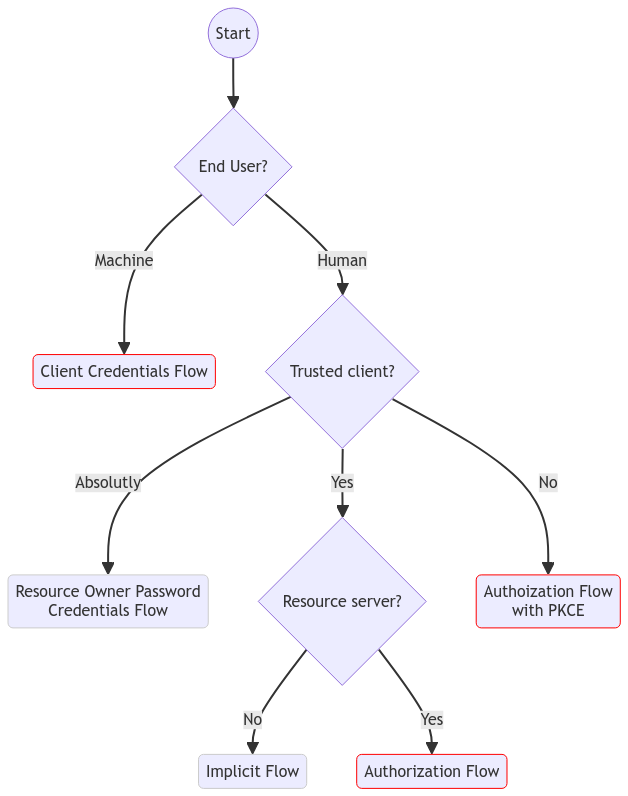 Start
End User?
Machine
Human
Client Credentials Flow
Trusted client?
Absolutly
Yes
No
Resource Owner Password
Credentials Flow
Resource server?
Authoization Flow
with PKCE
No
Yes
Implicit Flow
Authorization Flow